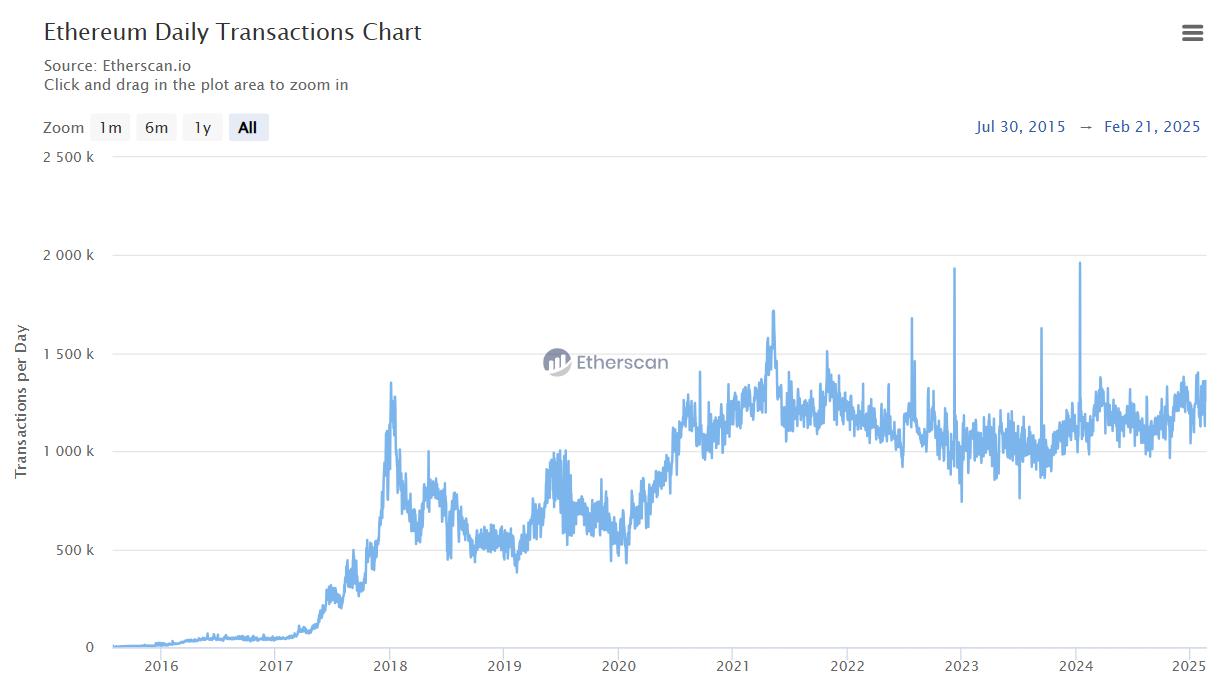 Ethereum Daily Transactions Chart
Source: Etherscan.io
Click and drag in the plot area to zoom in
Zoom 1m 6m 1y All Jul 30, 2015 → Feb 21, 2025
2 500 k
2 000 k
1 500 k
1 000 k
500 k
0
Transactions per Day
Etherscan
2016 2017 2018 2019 2020 2021 2022 2023 2024 2025